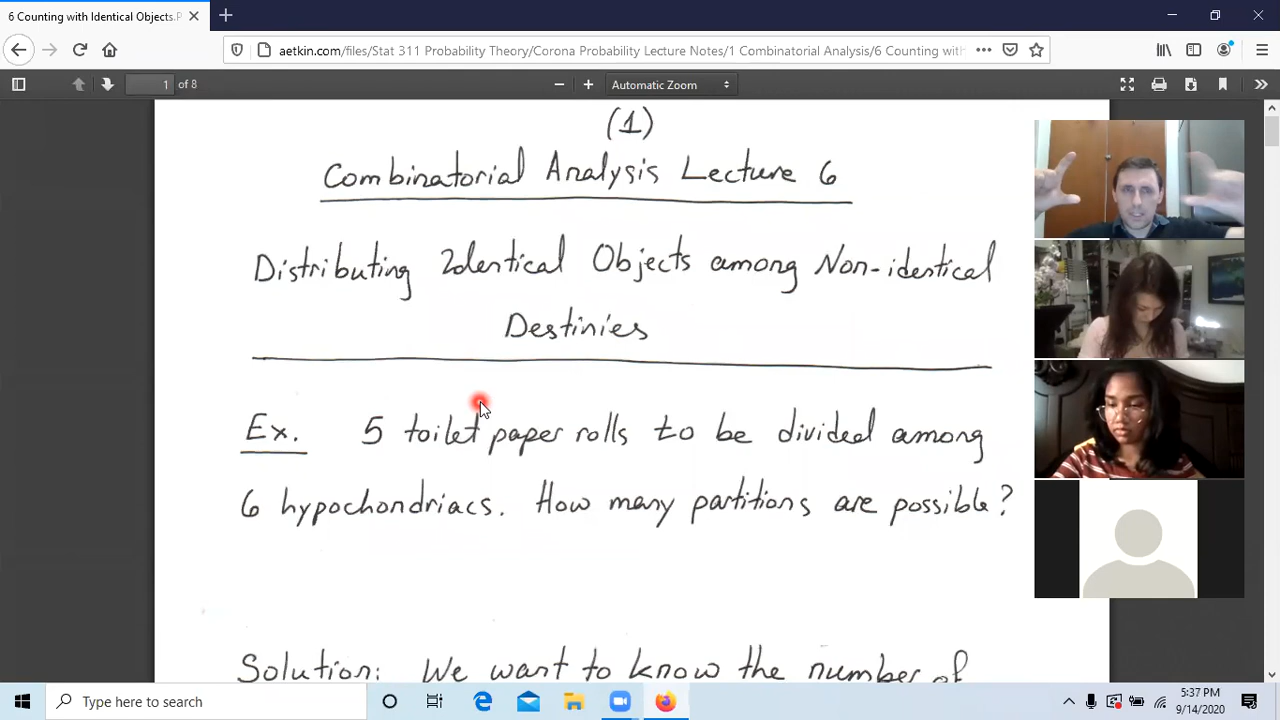 6 Counting with Identical Objects.P
aetkin.com/files/Stat 311 Probability Theory/Corona Probability Lecture Notes/1 Combinatorial Analysis/6 Counting with
1 of 8
Automatic Zoom
(1)
Combinatorial Analysis Lecture 6
Distributing Identical Objects among Non-identical
Destinies
Ex. 5 toilet paper rolls to be divided among
6 hypochondriacs. How many partitions are possible?
Solution: We want to know the number of
Type here to search
5:37 PM
9/14/2020